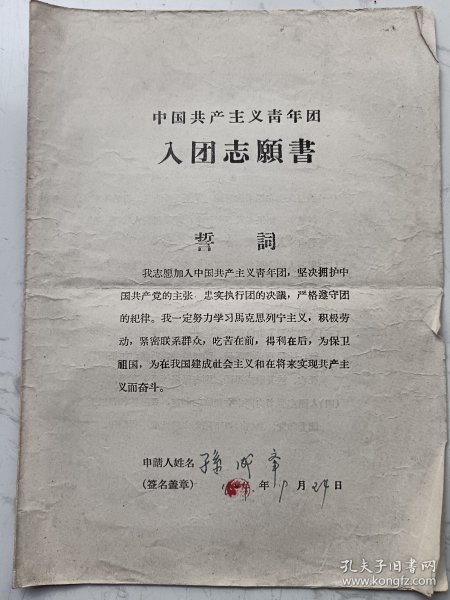 中国共产主义青年团
入团志願書
誓詞
我志愿加入中国共产主义青年团，坚决拥护中
国共产党的主张，忠实执行团的决議，严格遵守团
的紀律。我一定努力学习馬克思列宁主义，积极劳
动，紧密联系群众，吃苦在前，得利在后，为保卫
祖国，为在我国建成社会主义和在将来实现共产主
义而奋斗。
申請人姓名 孫成
(签名盖章) 年 月 日
孔夫子旧书网
www.kongfz.com